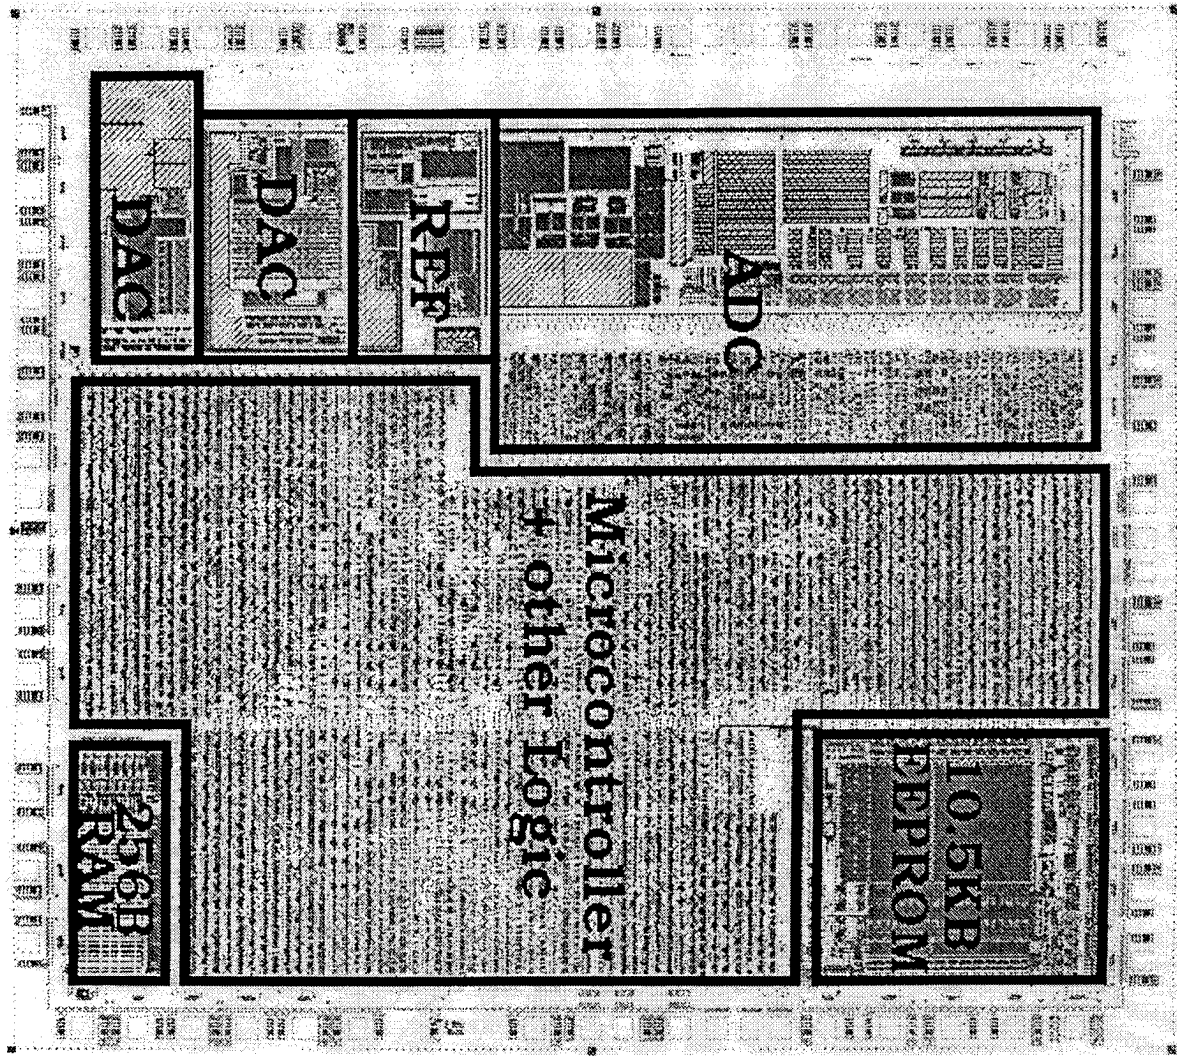 DAC
DAC
REF
ADC
Microcontroller
+ other Logic
256B
RAM
10.5KB
EEPROM